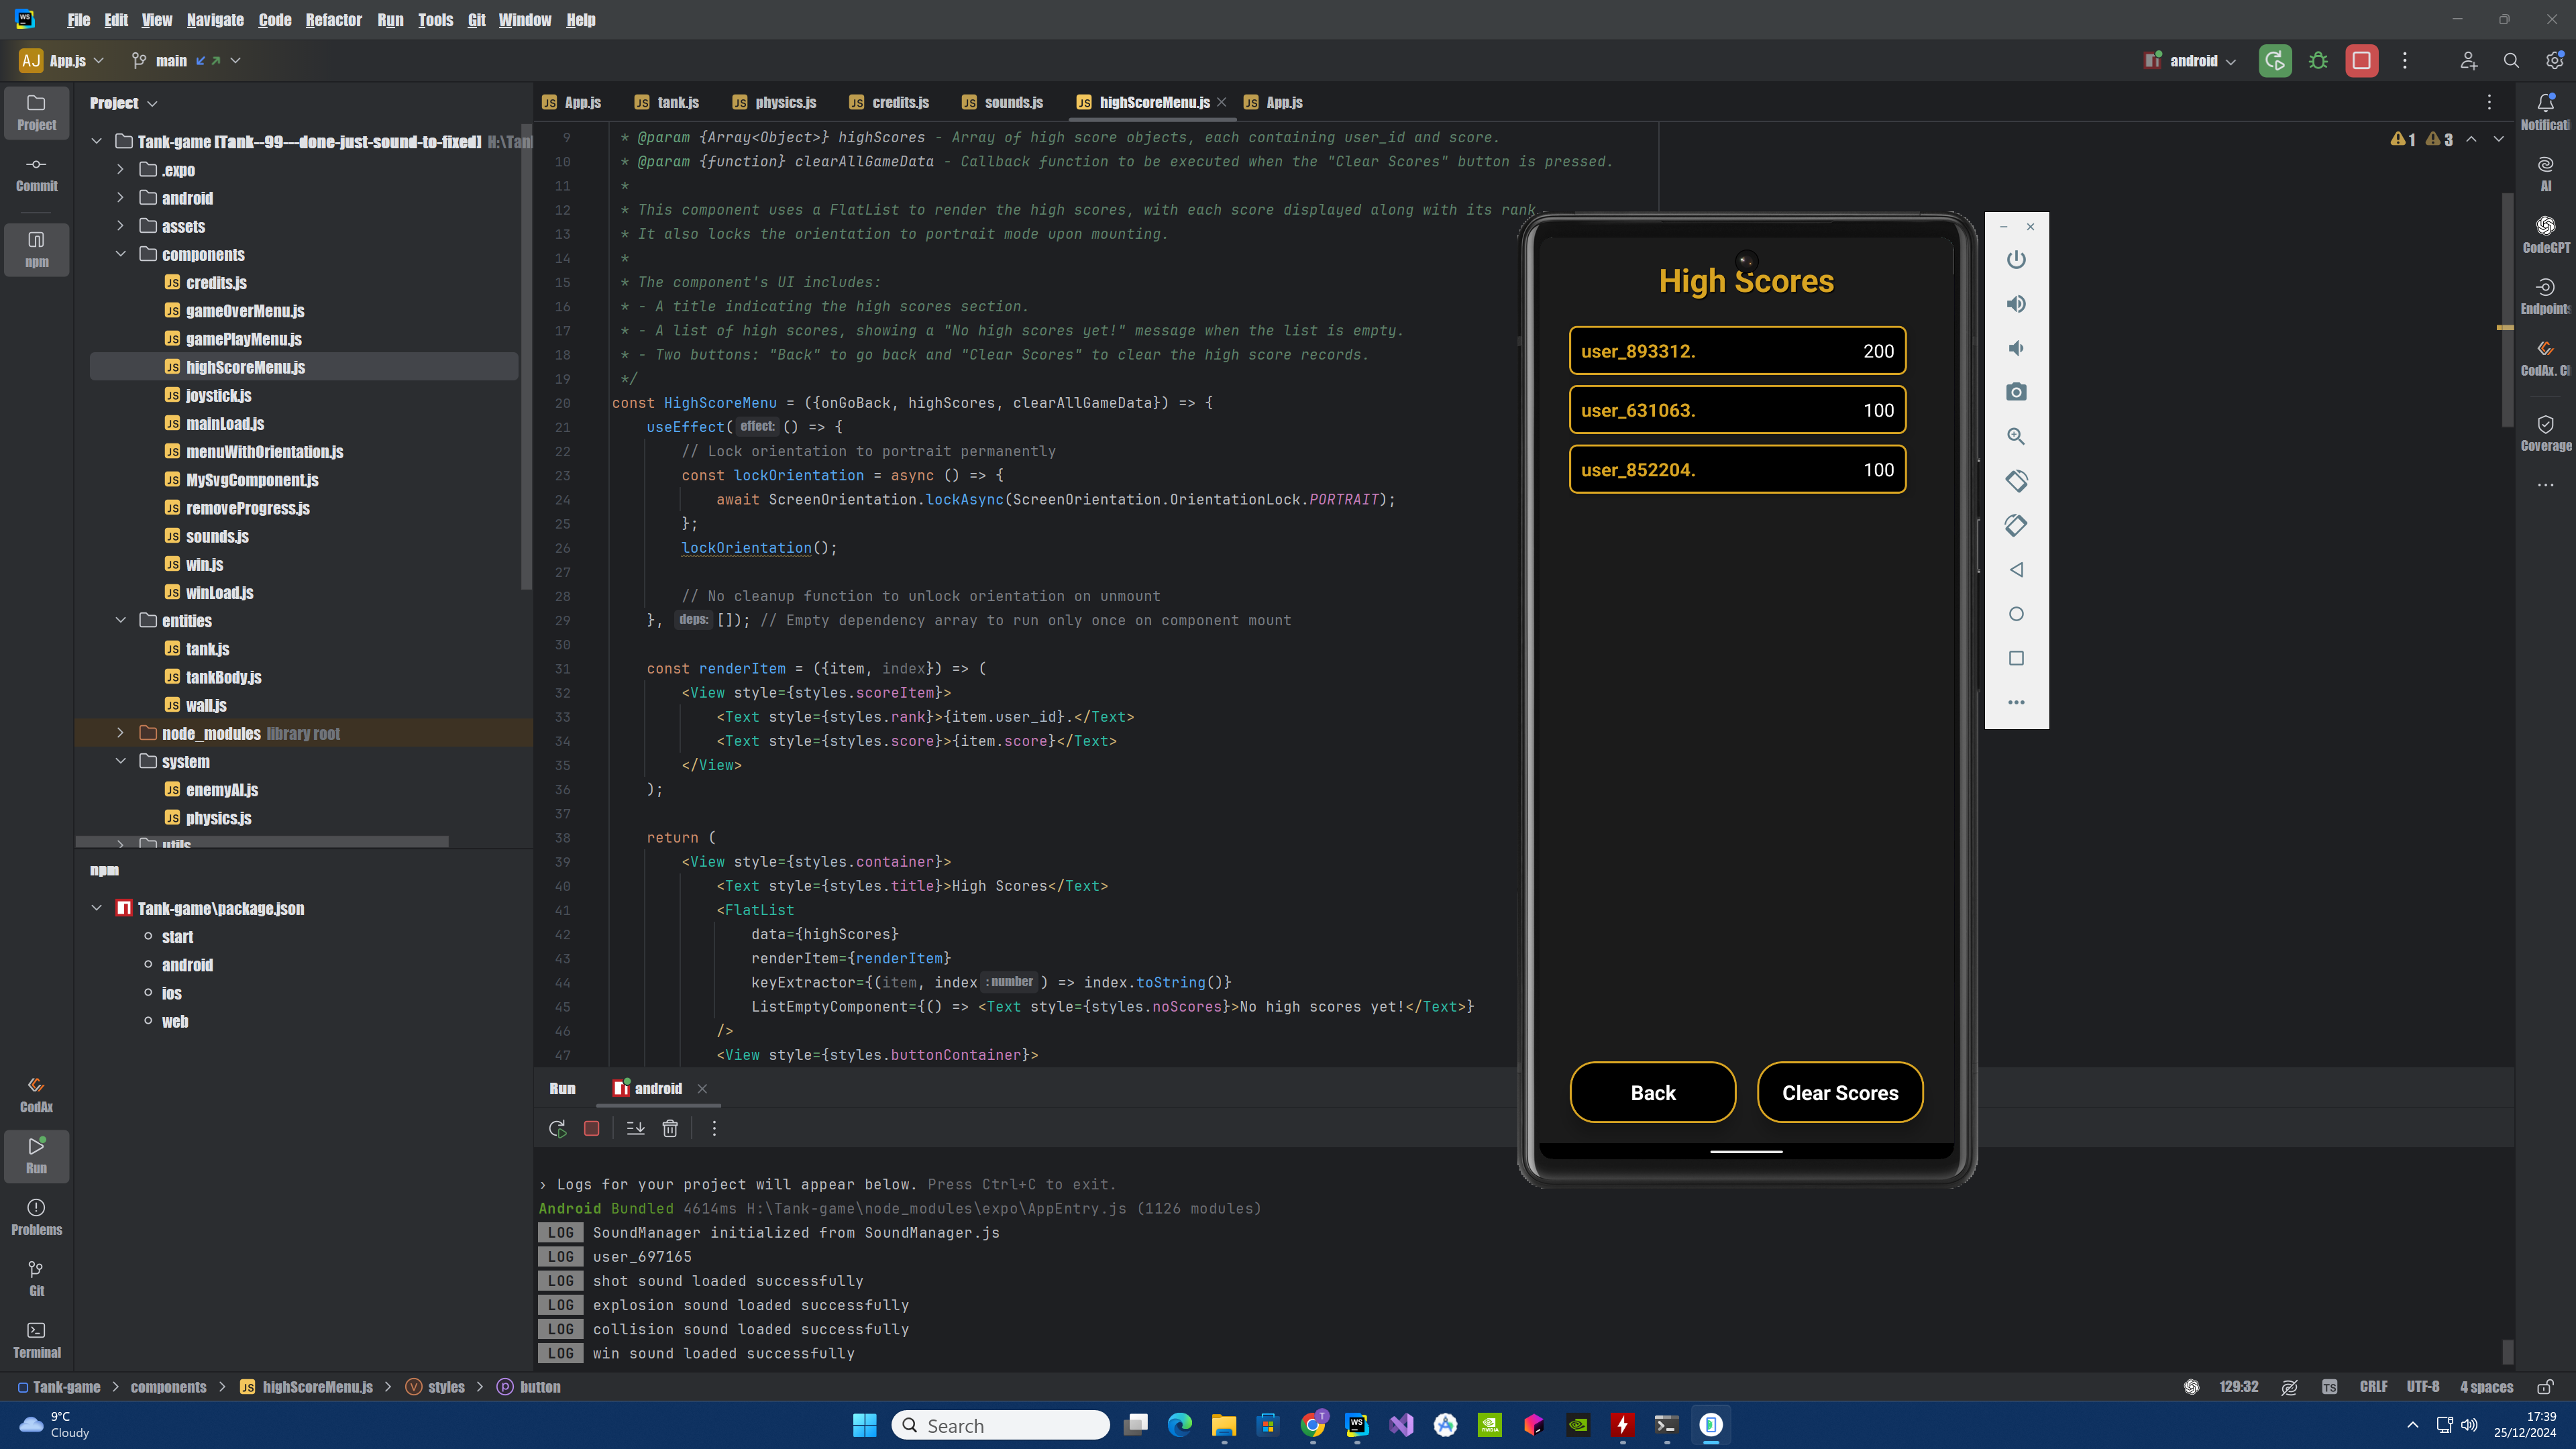 File Edit View Navigate Code Refactor Run Tools Git Window Help
AJ App.js main android
Project
Commit
npm
Project
Tank-game [Tank--99---done-just-sound-to-fixed] H:\Tan
.expo
android
assets
components
credits.js
gameOverMenu.js
gamePlayMenu.js
highScoreMenu.js
joystick.js
mainLoad.js
menuWithOrientation.js
MySvgComponent.js
removeProgress.js
sounds.js
win.js
winLoad.js
entities
tank.js
tankBody.js
wall.js
node_modules library root
system
enemyAI.js
physics.js
utils
npm
Tank-game\package.json
start
android
ios
web
CodAx
Run
Problems
Git
Terminal
App.js tank.js physics.js credits.js sounds.js highScoreMenu.js App.js
1 3
9 * @param {Array<Object>} highScores - Array of high score objects, each containing user_id and score.
10 * @param {function} clearAllGameData - Callback function to be executed when the "Clear Scores" button is pressed.
11 *
12 * This component uses a FlatList to render the high scores, with each score displayed along with its rank
13 * It also locks the orientation to portrait mode upon mounting.
14 *
15 * The component's UI includes:
16 * - A title indicating the high scores section.
17 * - A list of high scores, showing a "No high scores yet!" message when the list is empty.
18 * - Two buttons: "Back" to go back and "Clear Scores" to clear the high score records.
19 */
20 const HighScoreMenu = ({onGoBack, highScores, clearAllGameData}) => {
21 useEffect( effect: () => {
22 // Lock orientation to portrait permanently
23 const lockOrientation = async () => {
24 await ScreenOrientation.lockAsync(ScreenOrientation.OrientationLock.PORTRAIT);
25 };
26 lockOrientation();
27
28 // No cleanup function to unlock orientation on unmount
29 }, deps: []); // Empty dependency array to run only once on component mount
30
31 const renderItem = ({item, index}) => (
32 <View style={styles.scoreItem}>
33 <Text style={styles.rank}>{item.user_id}.</Text>
34 <Text style={styles.score}>{item.score}</Text>
35 </View>
36 );
37
38 return (
39 <View style={styles.container}>
40 <Text style={styles.title}>High Scores</Text>
41 <FlatList
42 data={highScores}
43 renderItem={renderItem}
44 keyExtractor={(item, index : number ) => index.toString()}
45 ListEmptyComponent={() => <Text style={styles.noScores}>No high scores yet!</Text>}
46 />
47 <View style={styles.buttonContainer}>
High Scores
user_893312. 200
user_631063. 100
user_852204. 100
Back Clear Scores
Notificati
AI
CodeGPT
Endpoints
CodAx. C
Coverage
Run android
› Logs for your project will appear below. Press Ctrl+C to exit.
Android Bundled 4614ms H:\Tank-game\node_modules\expo\AppEntry.js (1126 modules)
LOG SoundManager initialized from SoundManager.js
LOG user_697165
LOG shot sound loaded successfully
LOG explosion sound loaded successfully
LOG collision sound loaded successfully
LOG win sound loaded successfully
Tank-game > components > highScoreMenu.js > styles > button
129:32 CRLF UTF-8 4 spaces
9°C
Cloudy
Search
17:39
25/12/2024